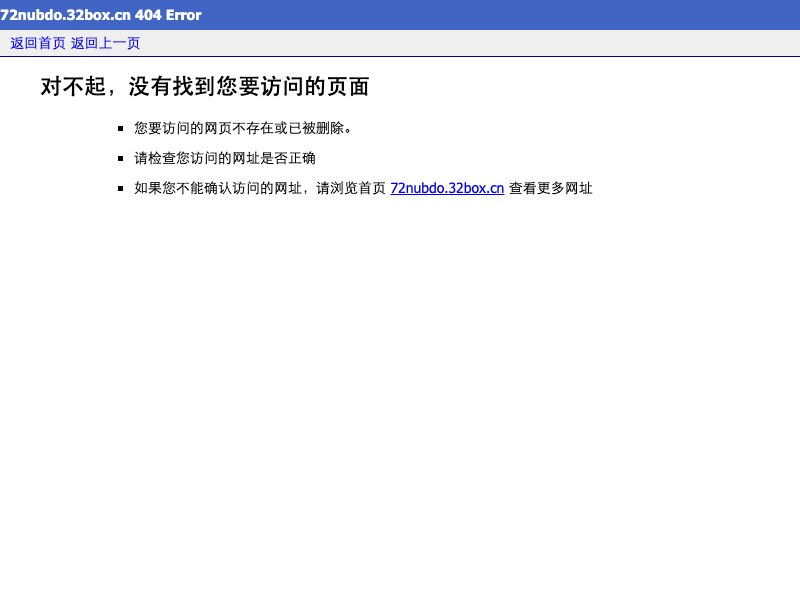 72nubdo.32box.cn 404 Error
返回首页 返回上一页
对不起，没有找到您要访问的页面
您要访问的网页不存在或已被删除。
请检查您访问的网址是否正确
如果您不能确认访问的网址，请浏览首页 72nubdo.32box.cn 查看更多网址